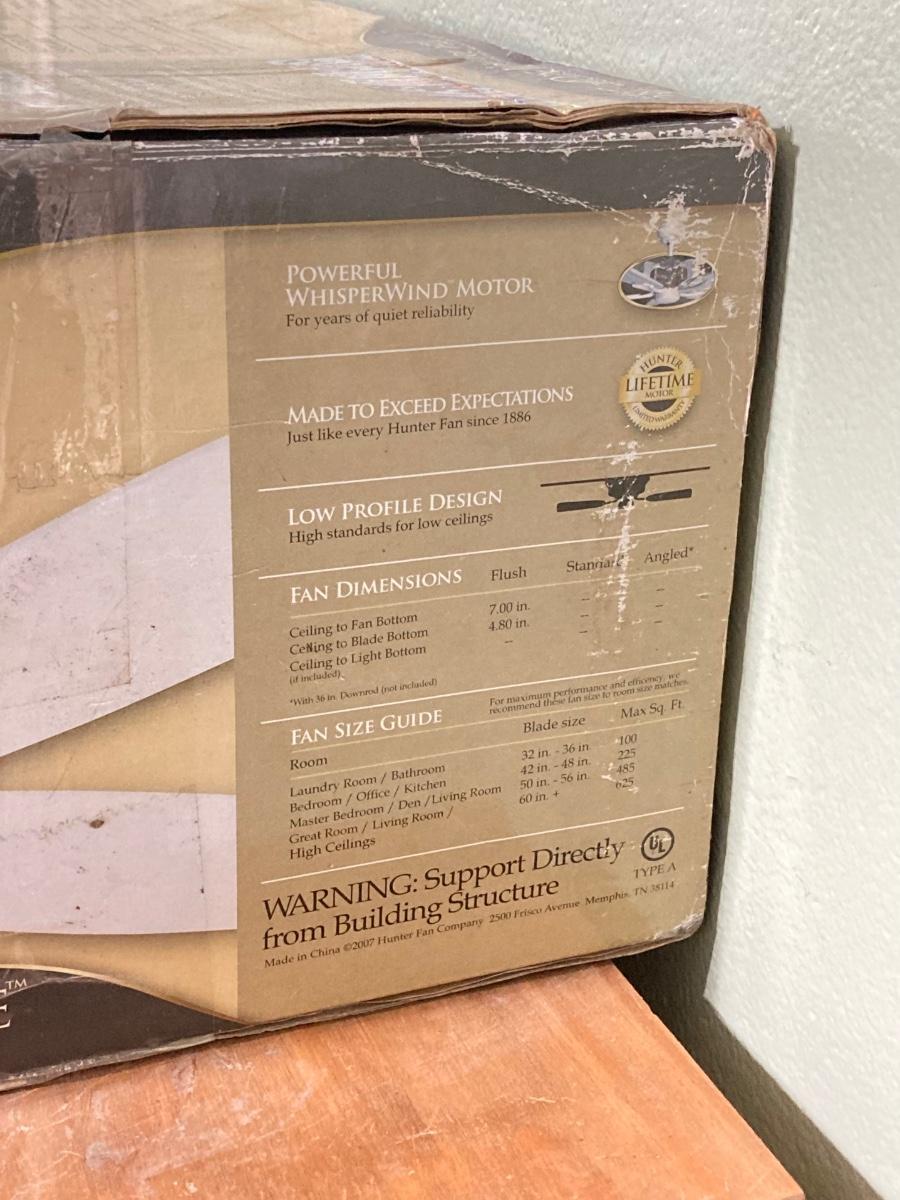 POWERFUL
WHISPERWIND™ MOTOR
For years of quiet reliability
HUNTER
LIFETIME
MOTOR
LIMITED WARRANTY
MADE TO EXCEED EXPECTATIONS
Just like every Hunter Fan since 1886
LOW PROFILE DESIGN
High standards for low ceilings
FAN DIMENSIONS Flush Standard Angled*
Ceiling to Fan Bottom 7.00 in. -- --
Ceiling to Blade Bottom 4.80 in. -- --
Ceiling to Light Bottom -- -- --
(if included)
*With 36 in. Downrod (not included)
FAN SIZE GUIDE
For maximum performance and efficency, we
recommend these fan size to room size matches.
Room Blade size Max Sq. Ft.
Laundry Room / Bathroom 32 in. - 36 in. 100
Bedroom / Office / Kitchen 42 in. - 48 in. 225
Master Bedroom / Den /Living Room 50 in. - 56 in. 485
Great Room / Living Room / 60 in. + 625
High Ceilings
WARNING: Support Directly
from Building Structure
UL
TYPE A
Made in China ©2007 Hunter Fan Company 2500 Frisco Avenue Memphis, TN 38114
E™